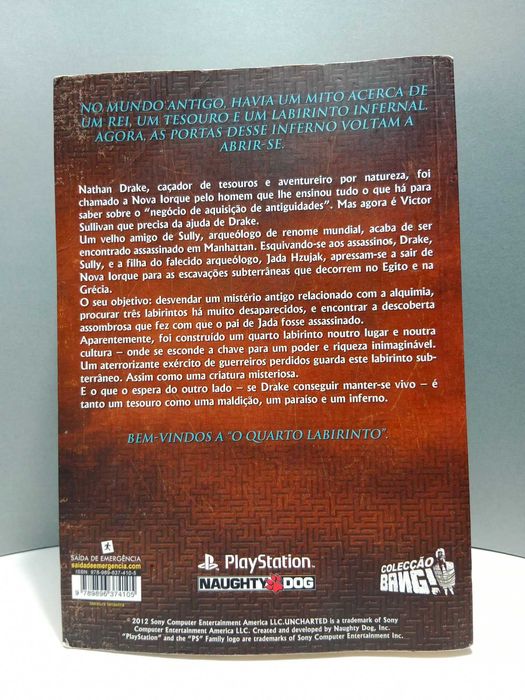 NO MUNDO ANTIGO, HAVIA UM MITO ACERCA DE
UM REI, UM TESOURO E UM LABIRINTO INFERNAL.
AGORA, AS PORTAS DESSE INFERNO VOLTAM A
ABRIR-SE.
Nathan Drake, caçador de tesouros e aventureiro por natureza, foi
chamado a Nova Iorque pelo homem que lhe ensinou tudo o que há para
saber sobre o “negócio de aquisição de antiguidades”. Mas agora é Victor
Sullivan que precisa da ajuda de Drake.
Um velho amigo de Sully, arqueólogo de renome mundial, acaba de ser
encontrado assassinado em Manhattan. Esquivando-se aos assassinos, Drake,
Sully, e a filha do falecido arqueólogo, Jada Hzujak, apressam-se a sair de
Nova Iorque para as escavações subterrâneas que decorrem no Egito e na
Grécia.
O seu objetivo: desvendar um mistério antigo relacionado com a alquimia,
procurar três labirintos há muito desaparecidos, e encontrar a descoberta
assombrosa que fez com que o pai de Jada fosse assassinado.
Aparentemente, foi construído um quarto labirinto noutro lugar e noutra
cultura – onde se esconde a chave para um poder e riqueza inimaginável.
Um aterrorizante exército de guerreiros perdidos guarda este labirinto sub-
terrâneo. Assim como uma criatura misteriosa.
E o que o espera do outro lado – se Drake conseguir manter-se vivo – é
tanto um tesouro como uma maldição, um paraíso e um inferno.
BEM-VINDOS A “O QUARTO LABIRINTO”.
SAÍDA DE EMERGÊNCIA
saidadeemergencia.com
ISBN 978-989-637-410-5
9 789896 374105
literatura fantástica
PlayStation
NAUGHTY DOG
COLECÇÃO
BANG!
©2012 Sony Computer Entertainment America LLC.UNCHARTED is a trademark of Sony
Computer Entertainment America LLC. Created and developed by Naughty Dog, Inc.
"PlayStation" and the "PS" Family logo are trademarks of Sony Computer Entertainment Inc.